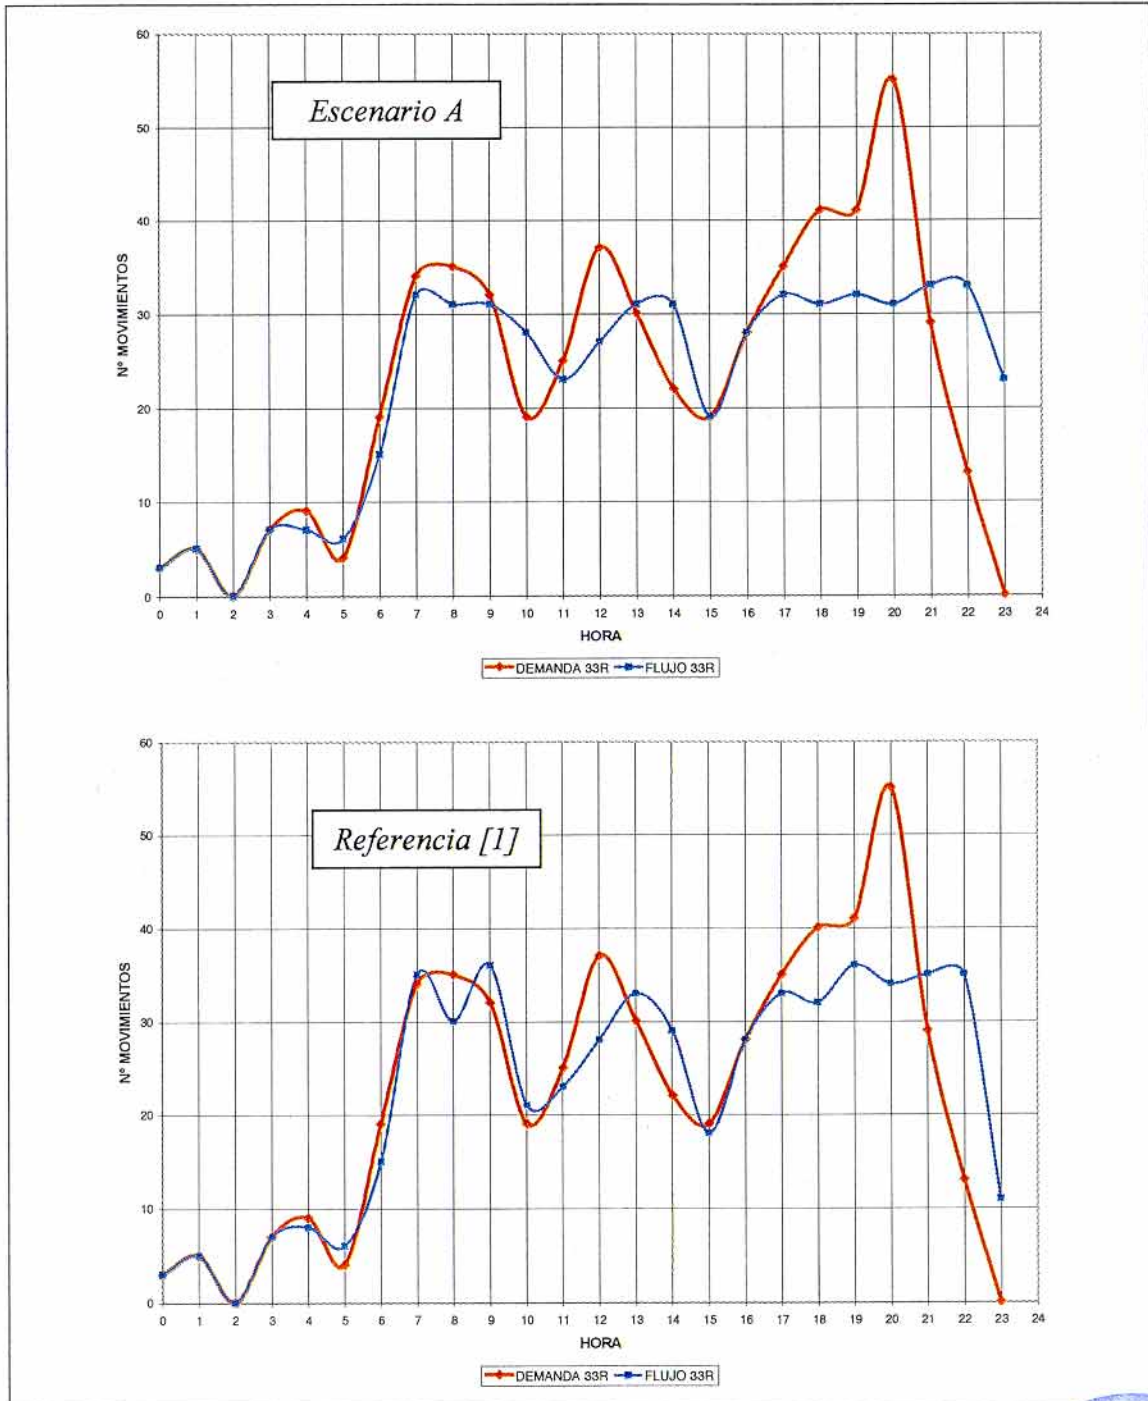 Escenario A
Nº MOVIMIENTOS
60
50
40
30
20
10
0
0 1 2 3 4 5 6 7 8 9 10 11 12 13 14 15 16 17 18 19 20 21 22 23 24
HORA
DEMANDA 33R FLUJO 33R
Referencia [1]
Nº MOVIMIENTOS
60
50
40
30
20
10
0
0 1 2 3 4 5 6 7 8 9 10 11 12 13 14 15 16 17 18 19 20 21 22 23 24
HORA
DEMANDA 33R FLUJO 33R